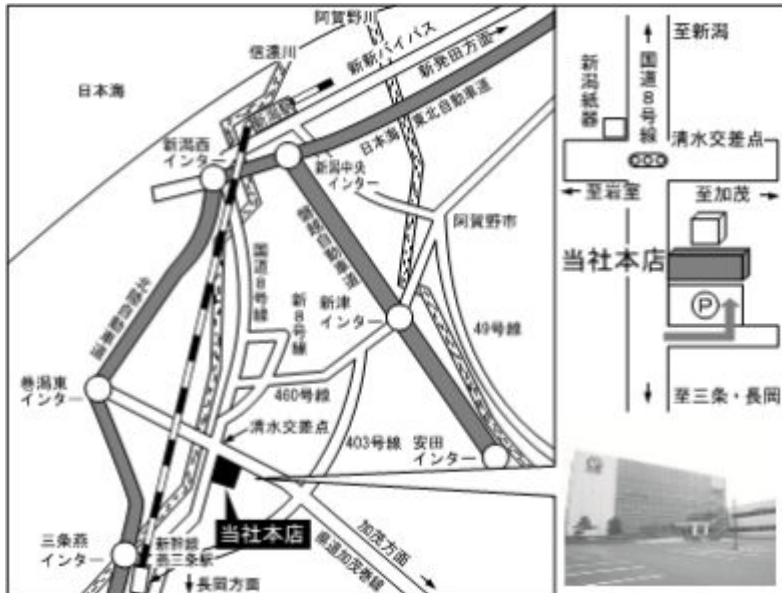 阿賀野川
信濃川
日本海
新新バイパス
新発田方面
新潟駅
日本海東北自動車道
新潟西
インター
新潟中央
インター
磐越自動車道
阿賀野市
国道8号線
新8号線
新津
インター
49号線
北陸自動車道
巻潟東
インター
460号線
清水交差点
403号線
安田
インター
当社本店
三条燕
インター
新幹線
燕三条駅
長岡方面
加茂方面
県道加茂巻線
至新潟
国道8号線
新潟紙器
清水交差点
至岩室
至加茂
当社本店
P
至三条・長岡